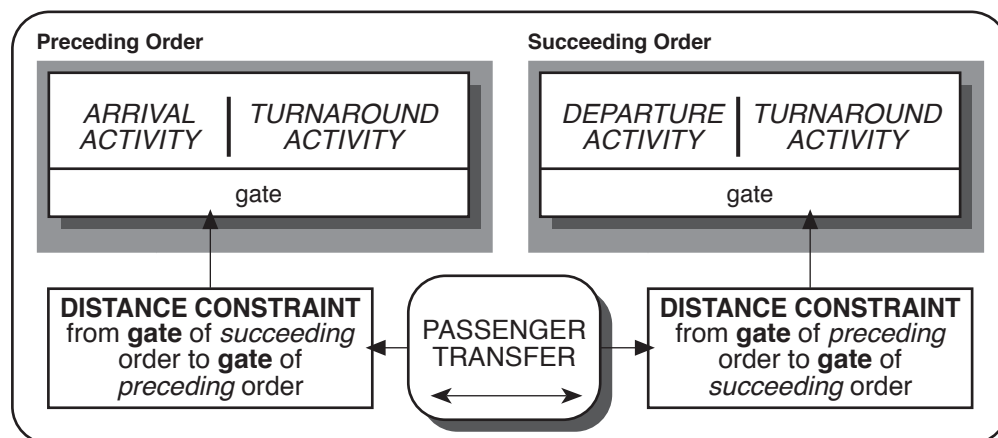 Preceding Order
ARRIVAL
ACTIVITY
TURNAROUND
ACTIVITY
gate
DISTANCE CONSTRAINT
from gate of succeeding
order to gate of
preceding order
PASSENGER
TRANSFER
Succeeding Order
DEPARTURE
ACTIVITY
TURNAROUND
ACTIVITY
gate
DISTANCE CONSTRAINT
from gate of preceding
order to gate of
succeeding order